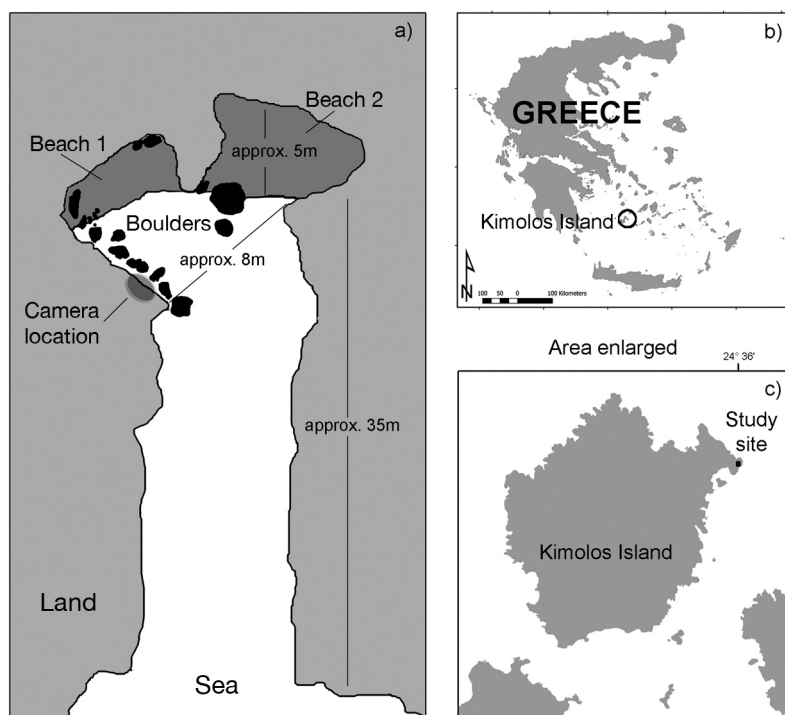 a)
Beach 2
Beach 1
approx. 5m
Boulders
approx. 8m
Camera
location
approx. 35m
Land
Sea
b)
GREECE
Kimolos Island
N
100 50 0 100 Kilometers
Area enlarged
24° 36'
c)
Study
site
Kimolos Island